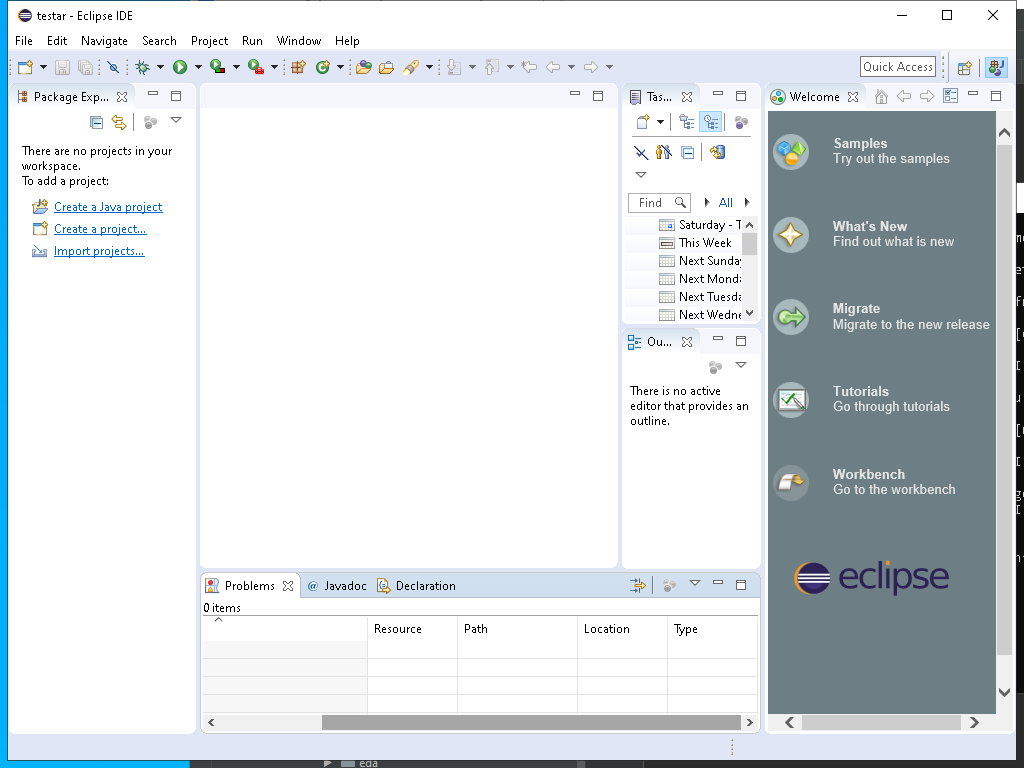 testar - Eclipse IDE
File Edit Navigate Search Project Run Window Help
Quick Access
Package Exp...
There are no projects in your
workspace.
To add a project:
Create a Java project
Create a project...
Import projects...
Tas...
Find
All
Saturday - T
This Week
Next Sunday
Next Monda
Next Tuesda
Next Wedne
Ou...
There is no active
editor that provides an
outline.
Welcome
Samples
Try out the samples
What's New
Find out what is new
Migrate
Migrate to the new release
Tutorials
Go through tutorials
Workbench
Go to the workbench
eclipse
Problems @ Javadoc Declaration
0 items
Resource Path Location Type
eda